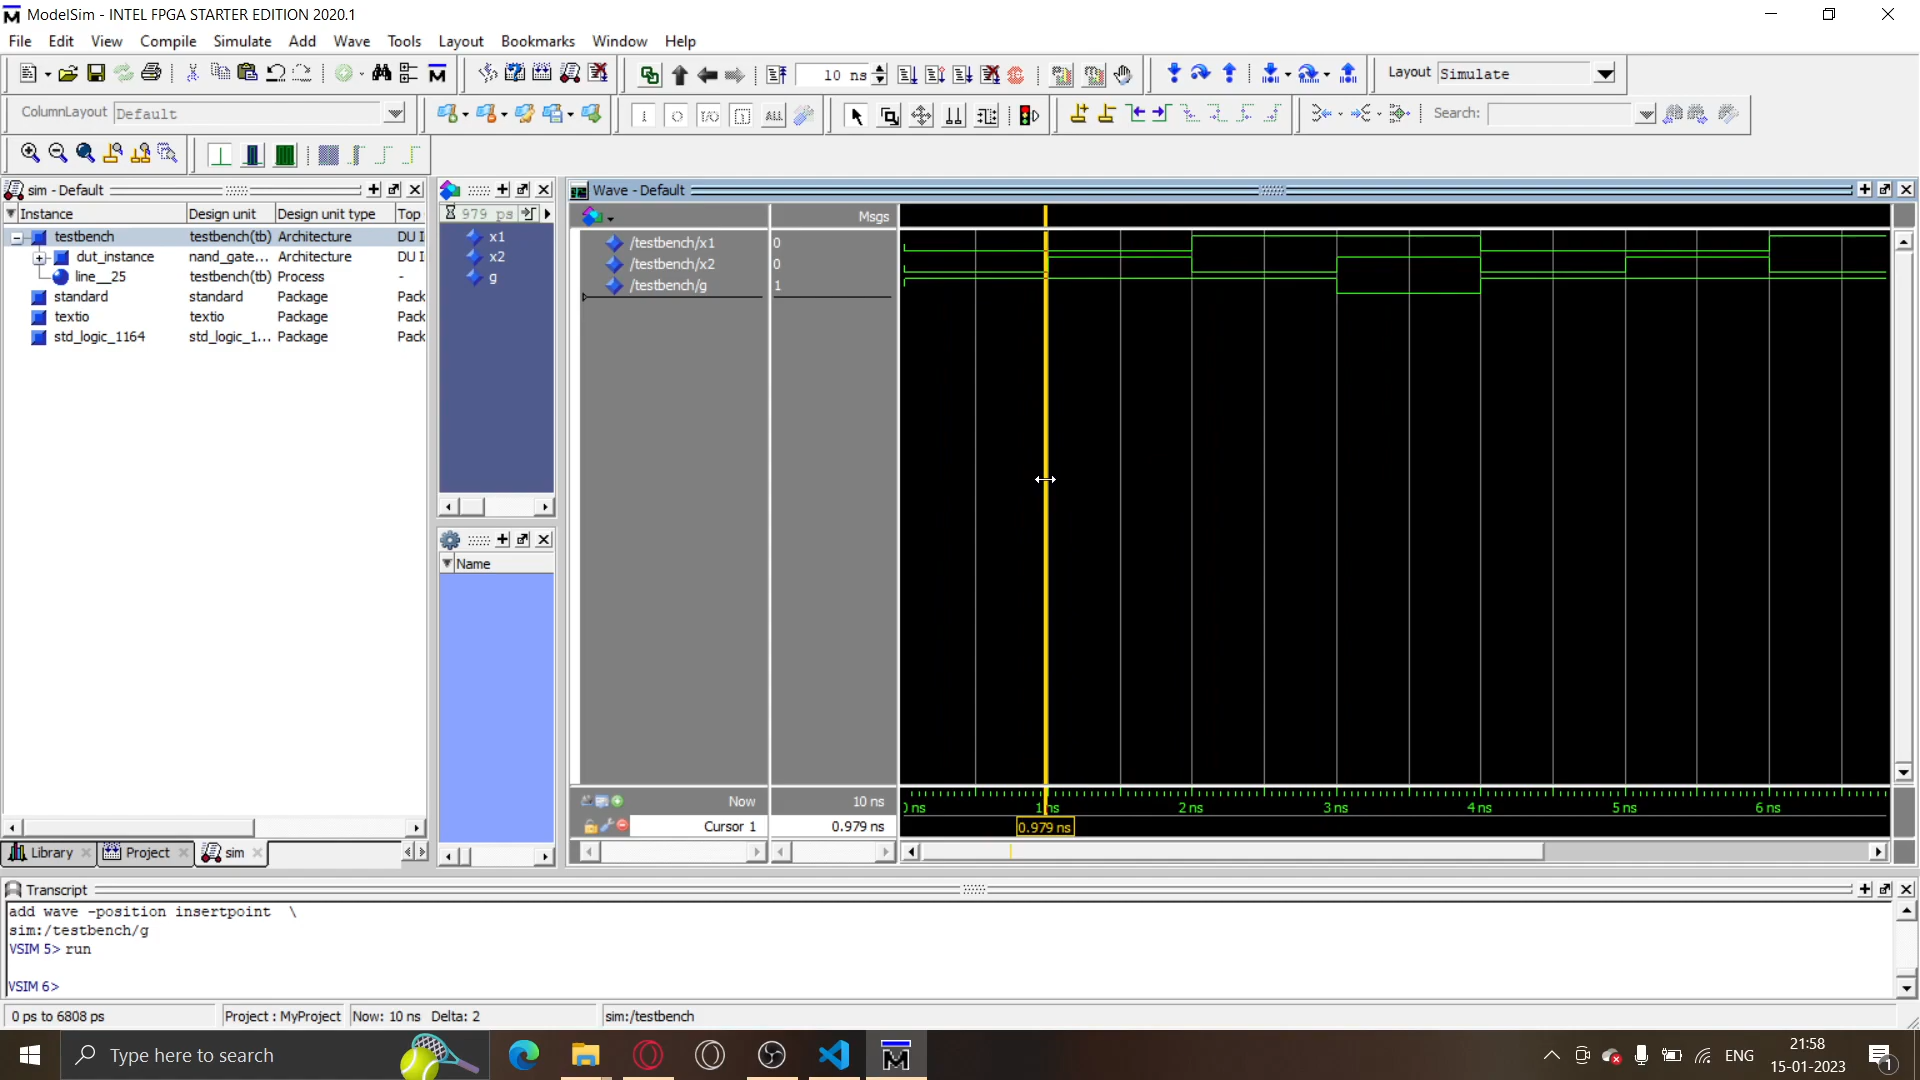 ModelSim - INTEL FPGA STARTER EDITION 2020.1
File Edit View Compile Simulate Add Wave Tools Layout Bookmarks Window Help
10 ns
Layout Simulate
ColumnLayout Default
ALL
Search:
sim - Default
Wave - Default
Instance Design unit Design unit type Top
979 ps
Msgs
testbench testbench(tb) Architecture DU I
x1
/testbench/x1 0
dut_instance nand_gate... Architecture DU I
x2
/testbench/x2 0
line__25 testbench(tb) Process -
g
/testbench/g 1
standard standard Package Pack
textio textio Package Pack
std_logic_1164 std_logic_1... Package Pack
Name
Now 10 ns
ns 1 ns 2 ns 3 ns 4 ns 5 ns 6 ns
Cursor 1 0.979 ns
0.979 ns
Library Project sim
Transcript
add wave -position insertpoint \
sim:/testbench/g
VSIM 5> run
VSIM 6>
0 ps to 6808 ps Project : MyProject Now: 10 ns Delta: 2 sim:/testbench
Type here to search
ENG
21:58
15-01-2023
1